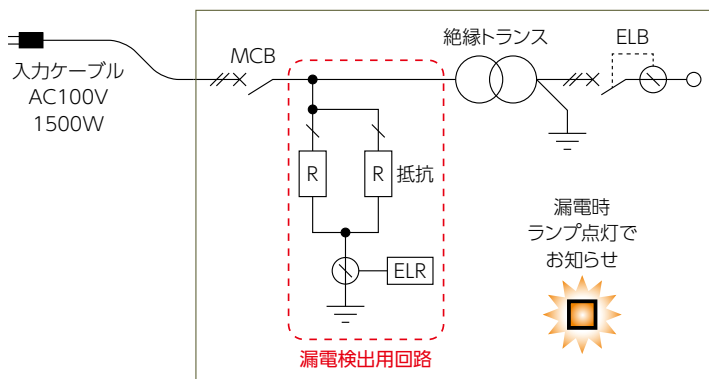 入力ケーブル
AC100V
1500W
MCB
絶縁トランス
ELB
R
R
抵抗
ELR
漏電検出用回路
漏電時
ランプ点灯で
お知らせ